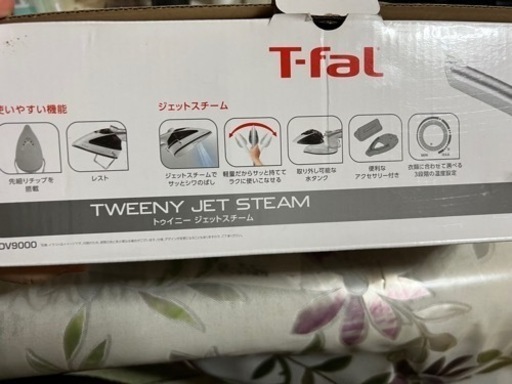 T-fal
使いやすい機能
ジェットスチーム
先細りチップを
搭載
レスト
ジェットスチームで
サッとシワのばし
軽量だからサッと持てて
ラクに使いこなせる
取り外し可能な
水タンク
便利な
アクセサリー付き
衣類に合わせて選べる
3段階の温度設定
TWEENY JET STEAM
トゥイニー ジェットスチーム
DV9000